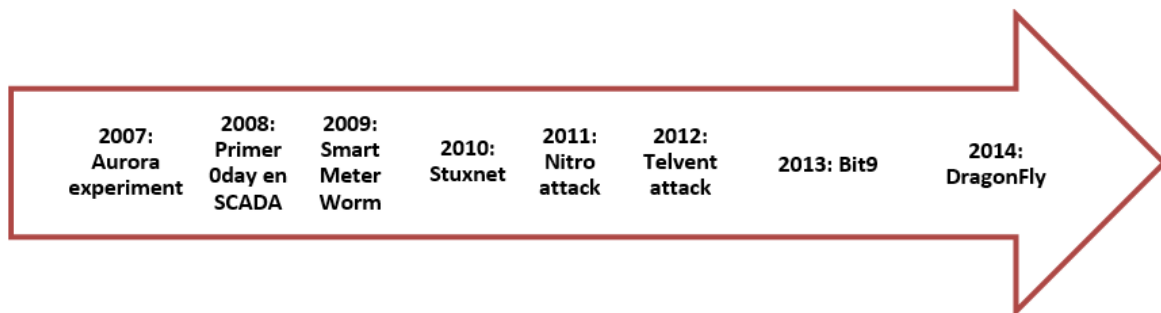 2007:
Aurora
experiment
2008:
Primer
0day en
SCADA
2009:
Smart
Meter
Worm
2010:
Stuxnet
2011:
Nitro
attack
2012:
Telvent
attack
2013: Bit9
2014:
DragonFly